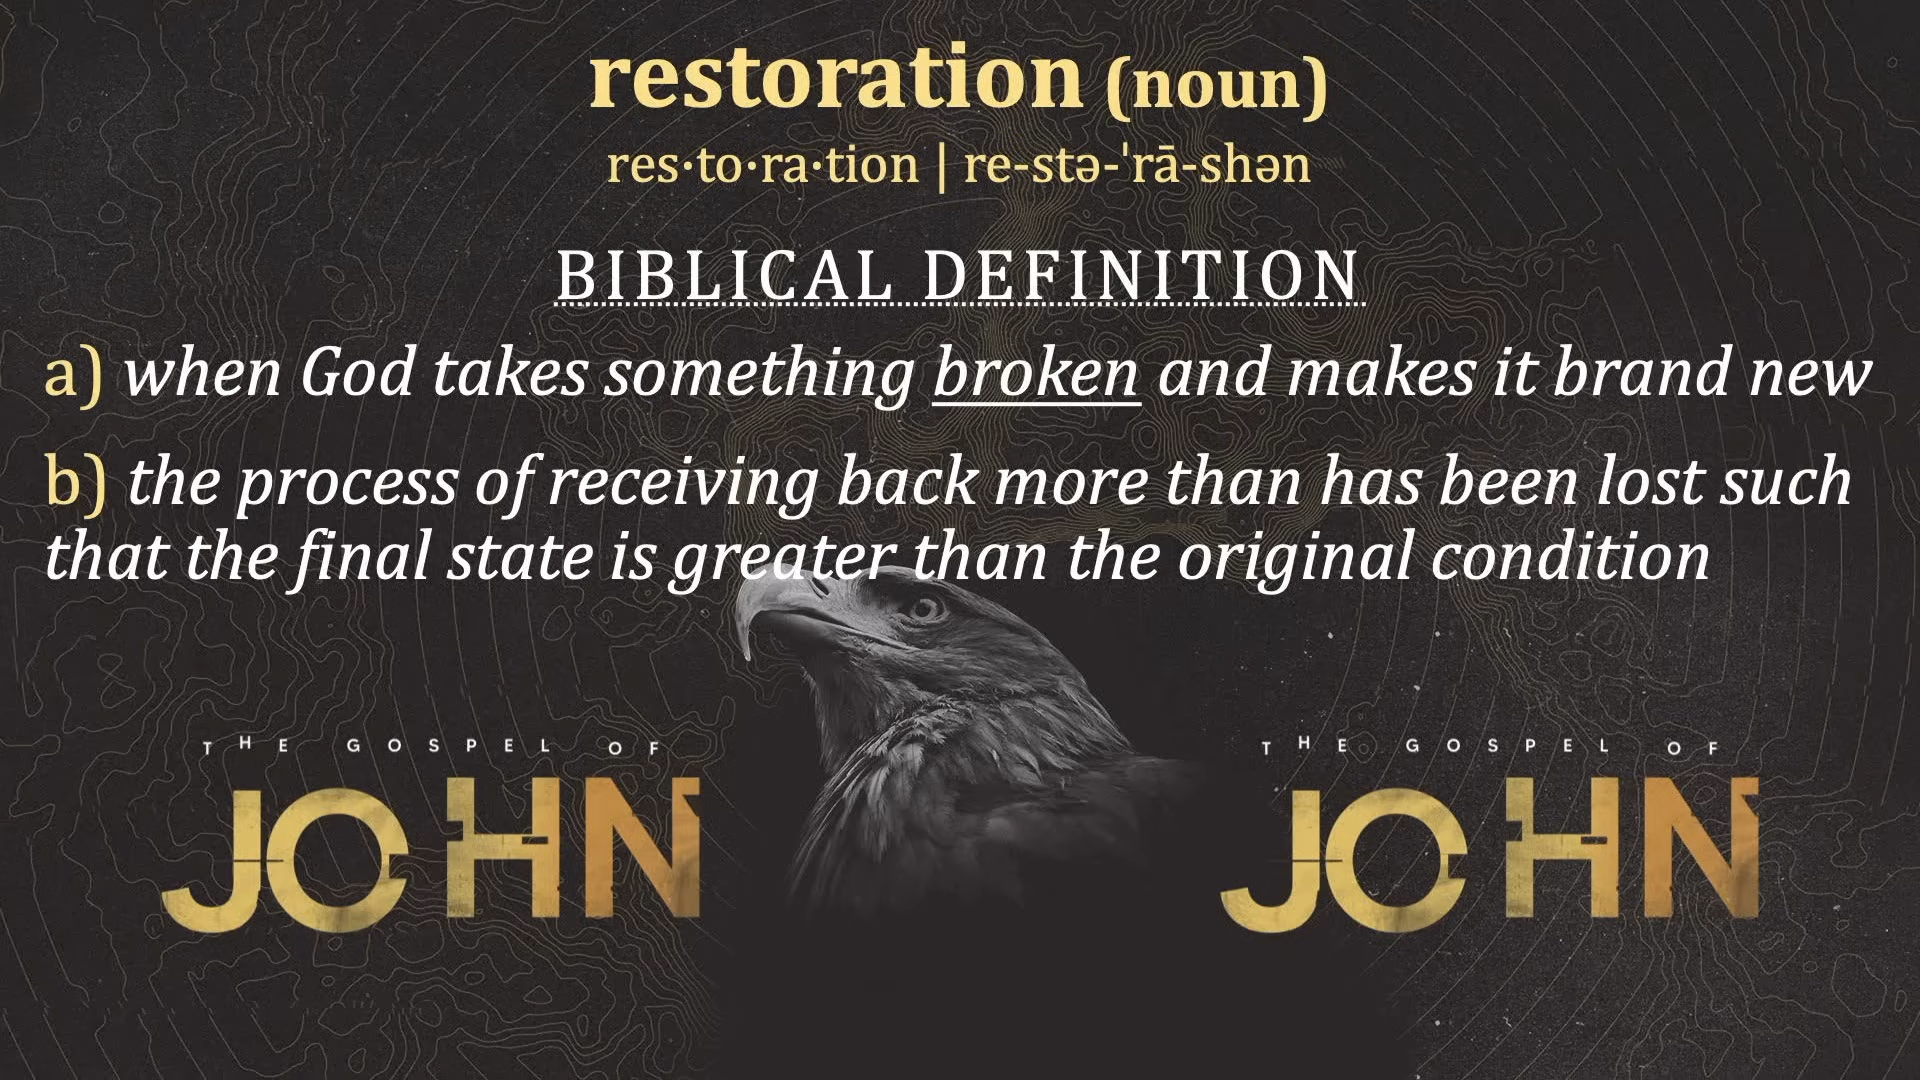 restoration (noun)
res·to·ra·tion | re-stə-ˈrā-shən
BIBLICAL DEFINITION
a) when God takes something broken and makes it brand new
b) the process of receiving back more than has been lost such
that the final state is greater than the original condition
THE GOSPEL OF
JOHN
THE GOSPEL OF
JOHN